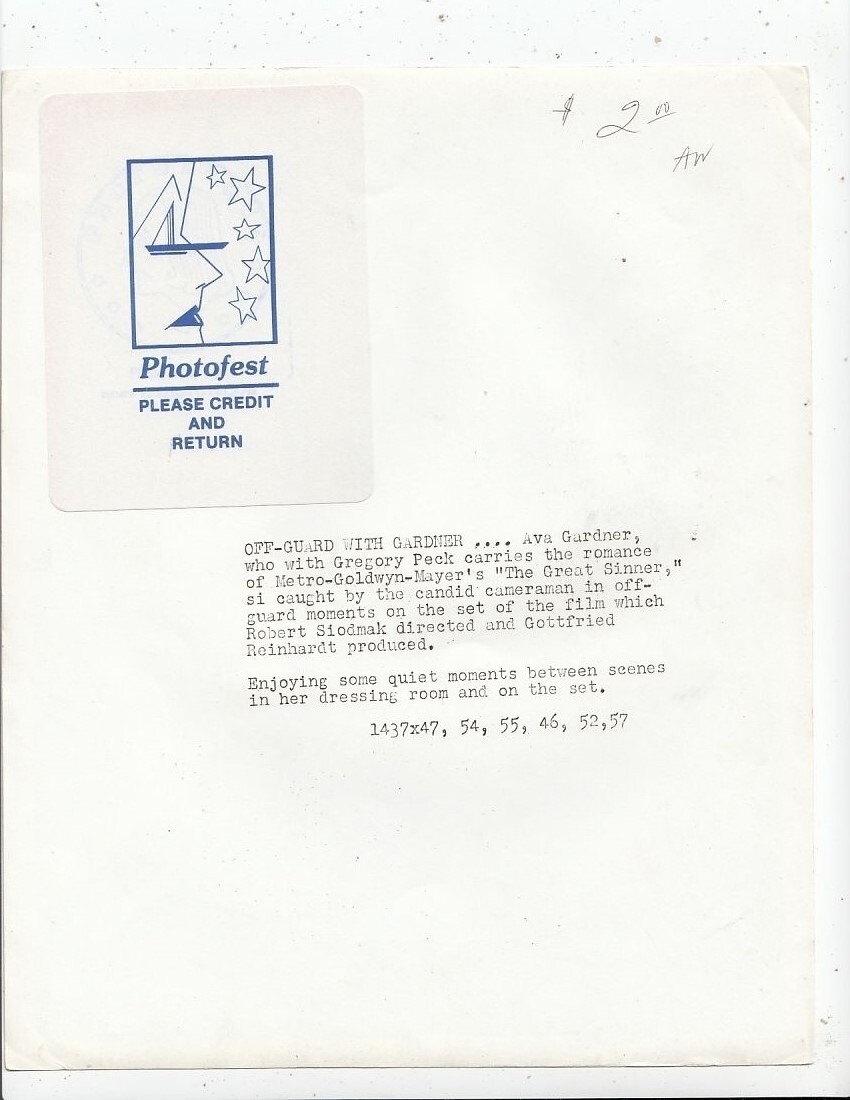 $ 2.00
AW
Photofest
PLEASE CREDIT
AND
RETURN
OFF-GUARD WITH GARDNER .... Ava Gardner,
who with Gregory Peck carries the romance
of Metro-Goldwyn-Mayer's "The Great Sinner,"
si caught by the candid cameraman in off-
guard moments on the set of the film which
Robert Siodmak directed and Gottfried
Reinhardt produced.
Enjoying some quiet moments between scenes
in her dressing room and on the set.
1437x47, 54, 55, 46, 52,57